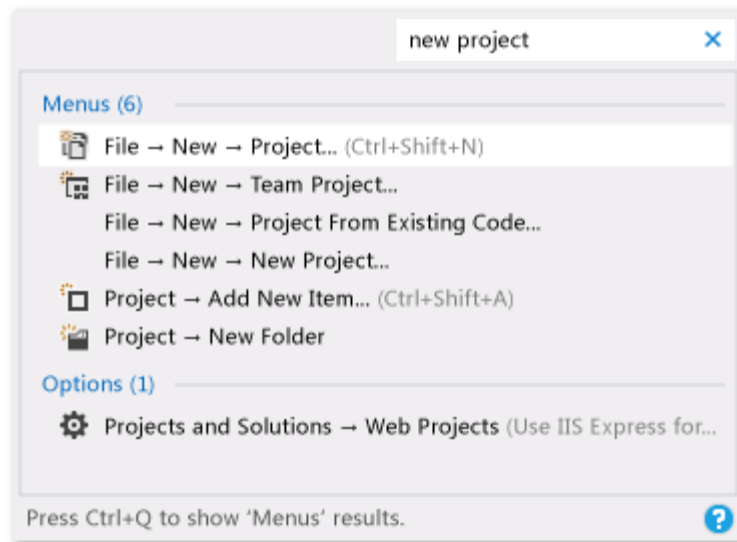 new project
Menus (6)
File → New → Project... (Ctrl+Shift+N)
File → New → Team Project...
File → New → Project From Existing Code...
File → New → New Project...
Project → Add New Item... (Ctrl+Shift+A)
Project → New Folder
Options (1)
Projects and Solutions → Web Projects (Use IIS Express for...
Press Ctrl+Q to show 'Menus' results.
?